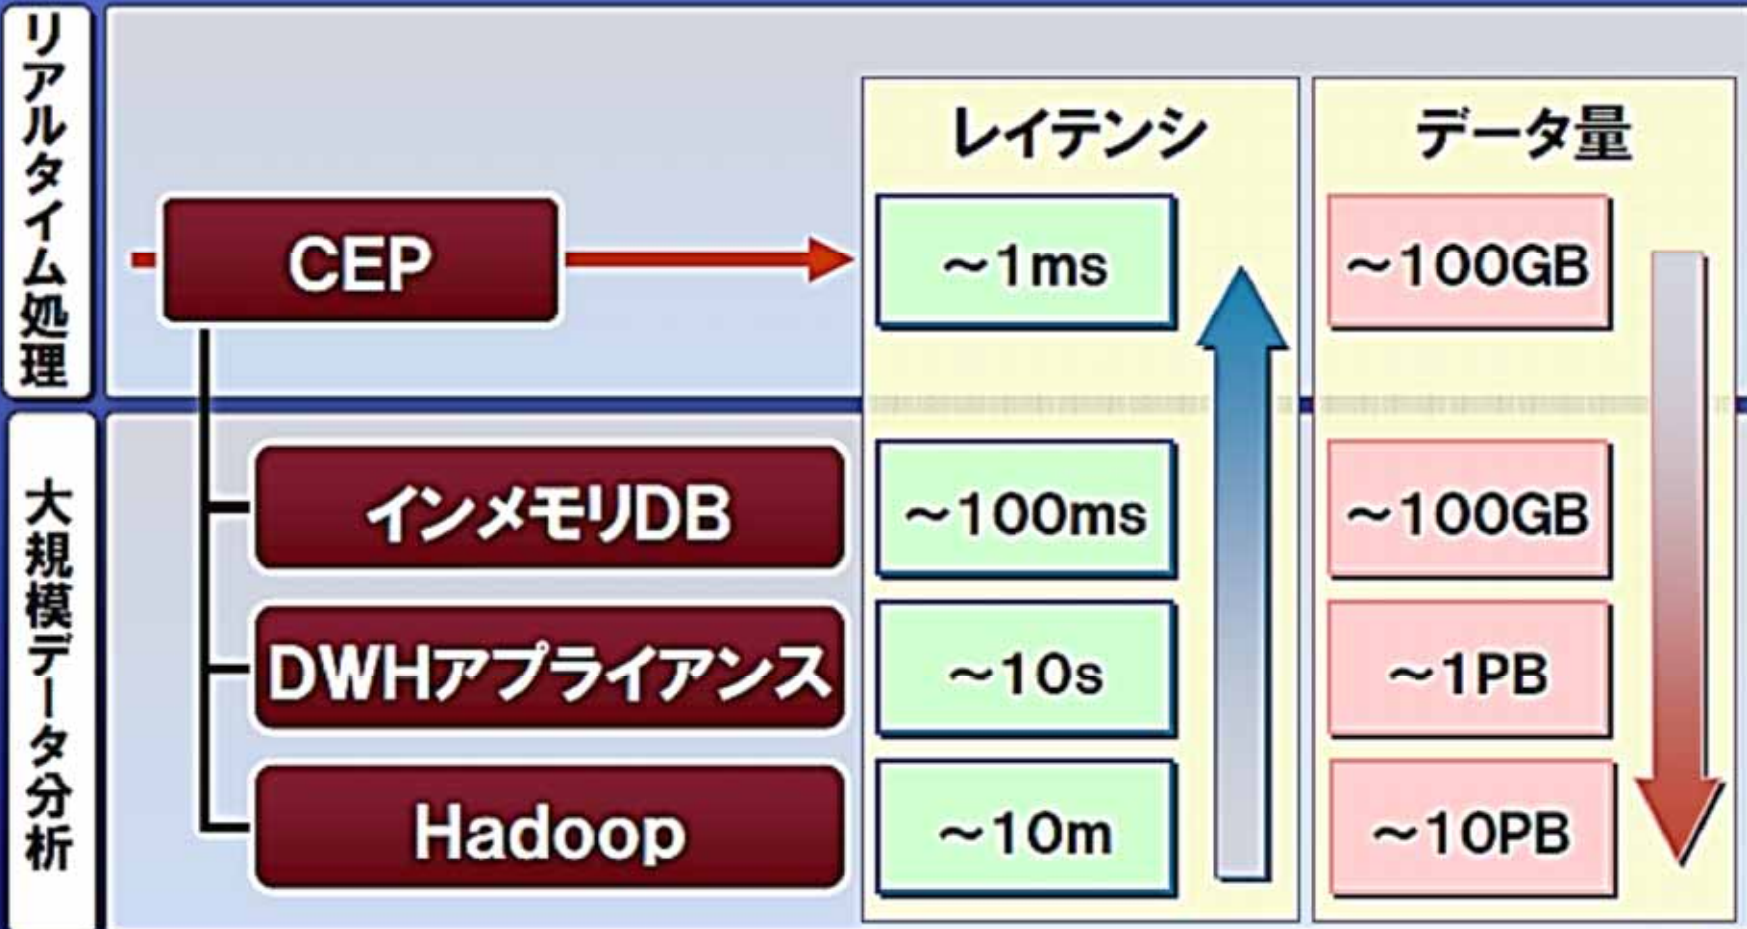 リアルタイム処理
レイテンシ
データ量
CEP
～1ms
～100GB
大規模データ分析
インメモリDB
～100ms
～100GB
DWHアプライアンス
～10s
～1PB
Hadoop
～10m
～10PB